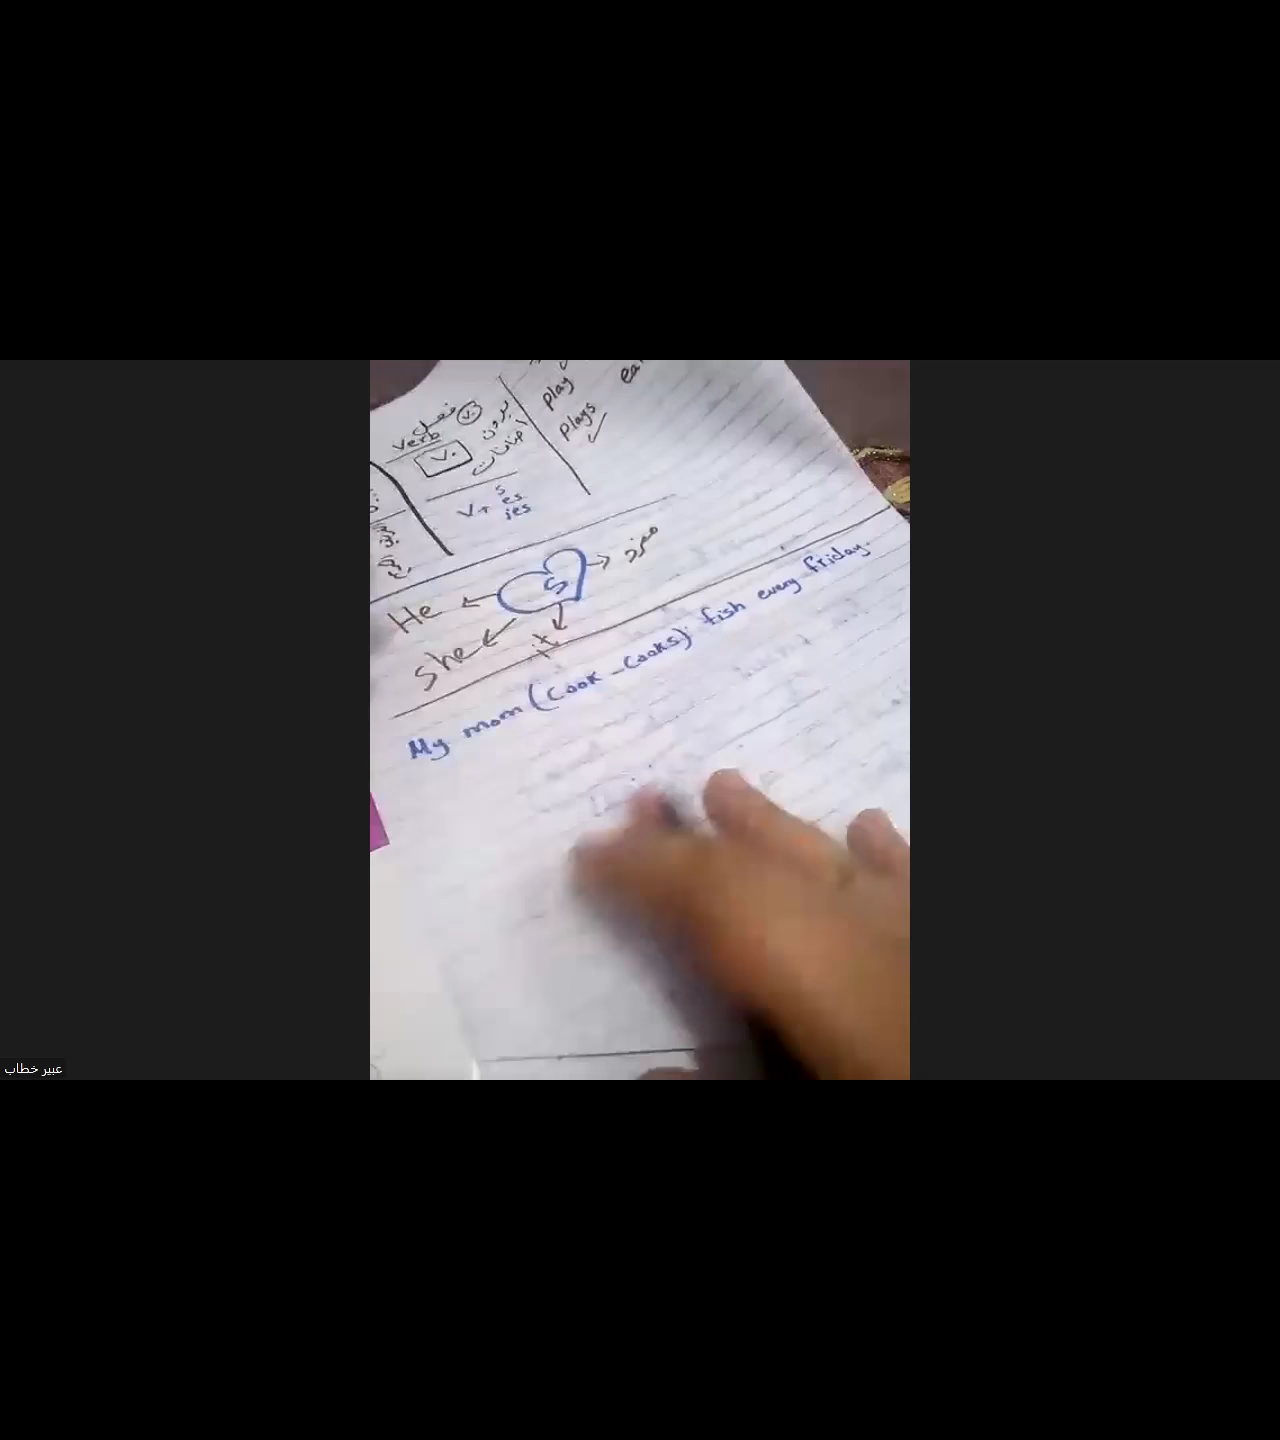 play
plays
فعل v.
verb
v.
بدون
اضافات
v+ s
es
ies
s
مفرد
He
she
it
My mom (Cook - Cooks) fish every friday.
عبير خطاب